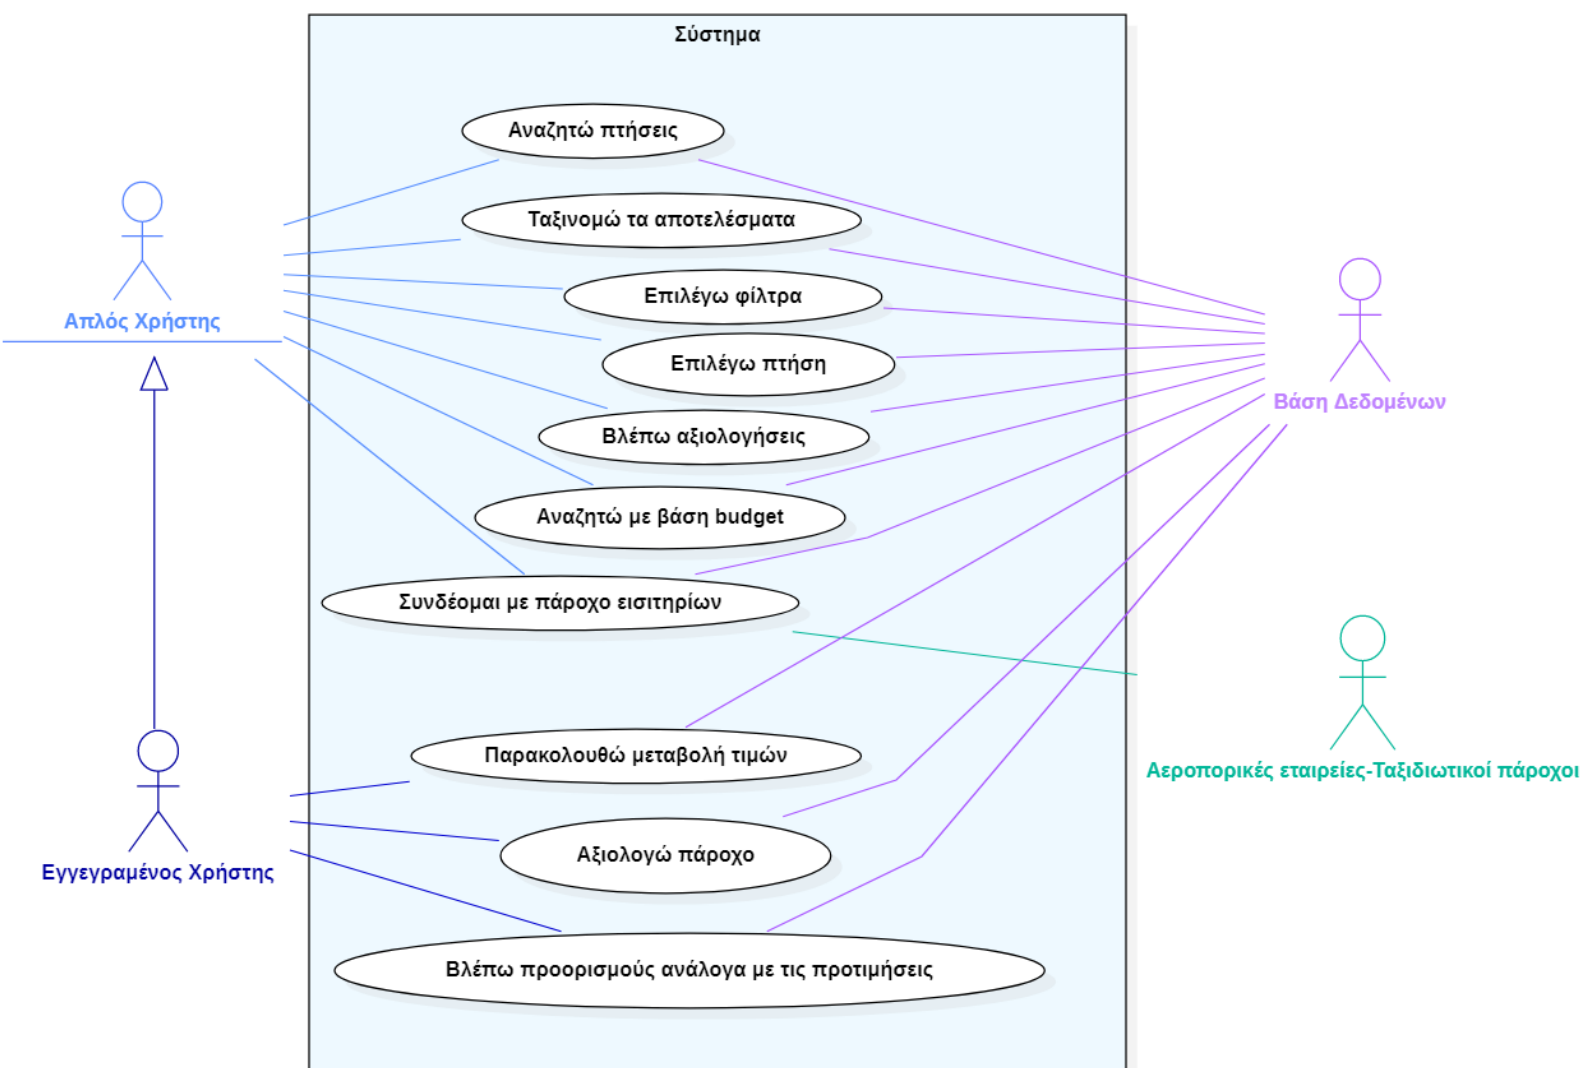 Σύστημα
Αναζητώ πτήσεις
Ταξινομώ τα αποτελέσματα
Επιλέγω φίλτρα
Απλός Χρήστης
Επιλέγω πτήση
Βάση Δεδομένων
Βλέπω αξιολογήσεις
Αναζητώ με βάση budget
Συνδέομαι με πάροχο εισιτηρίων
Παρακολουθώ μεταβολή τιμών
Αεροπορικές εταιρείες-Ταξιδιωτικοί πάροχοι
Αξιολογώ πάροχο
Εγγεγραμένος Χρήστης
Βλέπω προορισμούς ανάλογα με τις προτιμήσεις